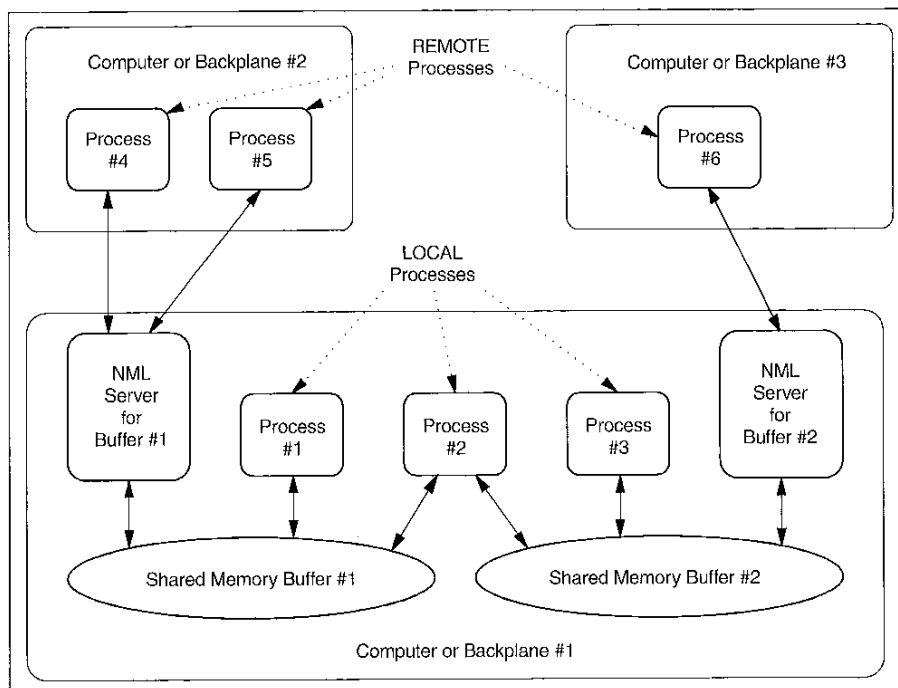 Computer or Backplane #2
REMOTE
Processes
Computer or Backplane #3
Process
#4
Process
#5
Process
#6
LOCAL
Processes
NML
Server
for
Buffer #1
Process
#1
Process
#2
Process
#3
NML
Server
for
Buffer #2
Shared Memory Buffer #1
Shared Memory Buffer #2
Computer or Backplane #1